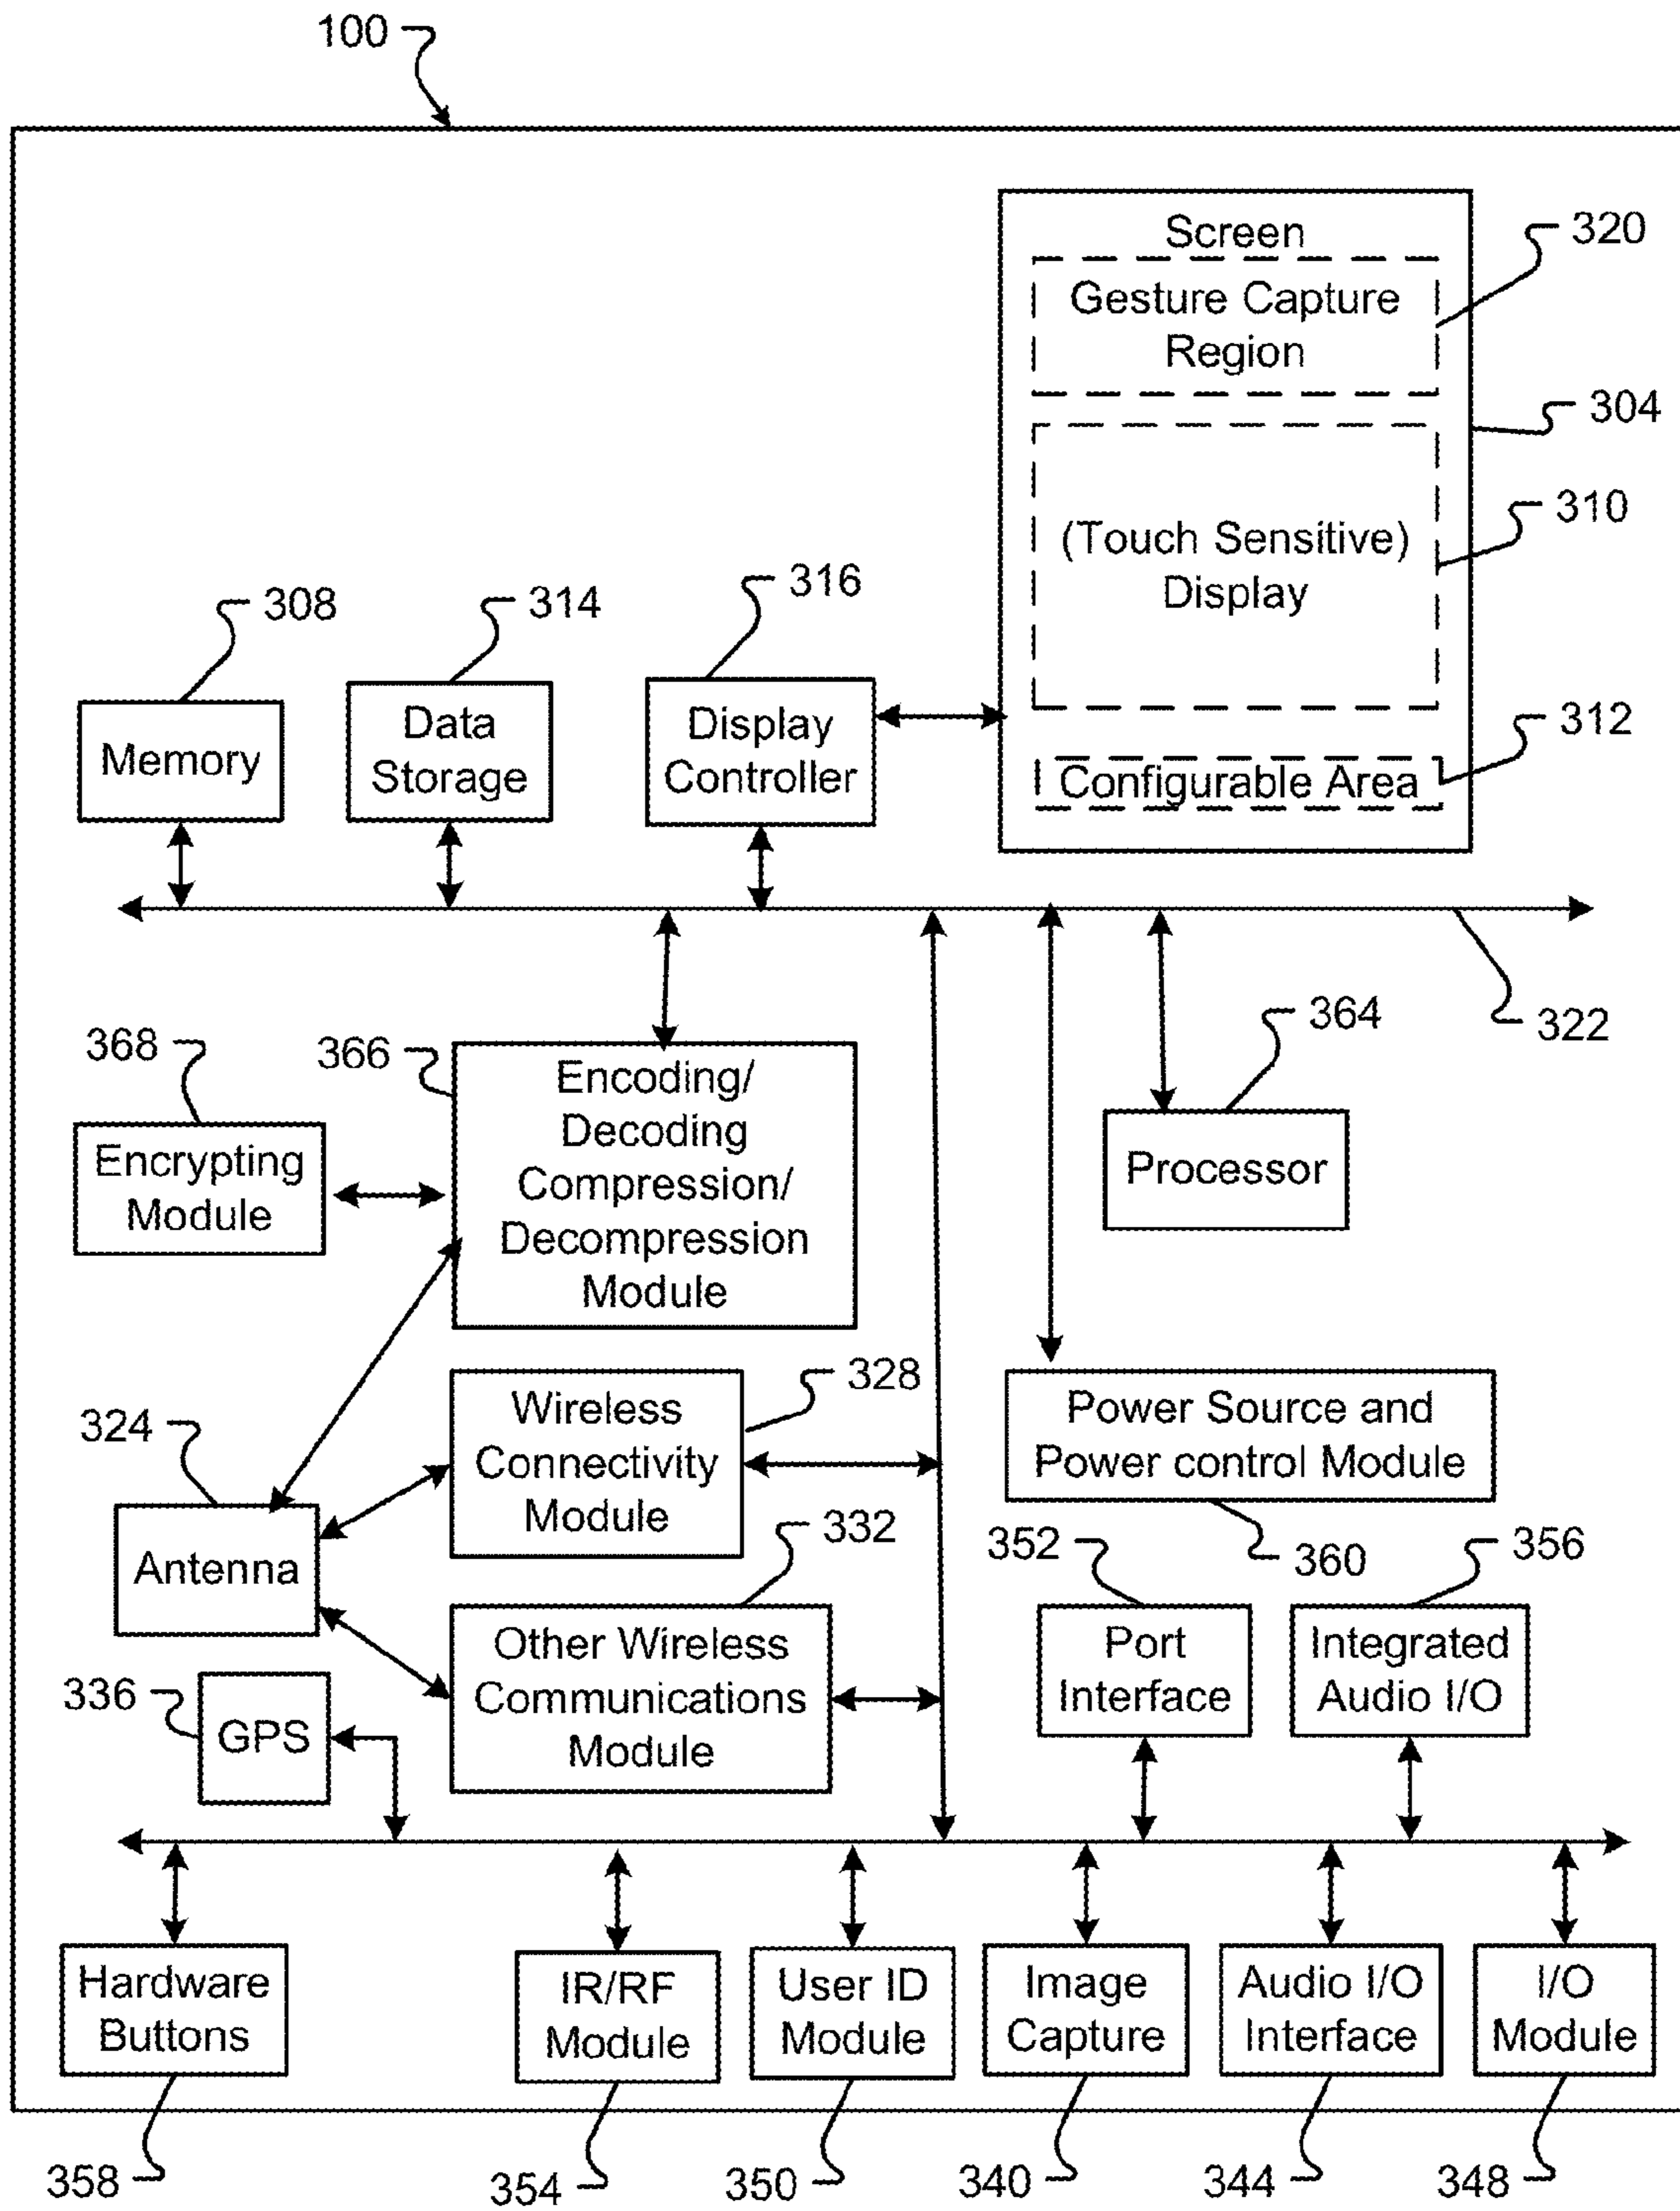 100
Screen
Gesture Capture
Region
320
304
(Touch Sensitive)
Display
310
Configurable Area
312
308
Memory
314
Data
Storage
316
Display
Controller
322
368
Encrypting
Module
366
Encoding/
Decoding
Compression/
Decompression
Module
364
Processor
324
Antenna
328
Wireless
Connectivity
Module
Power Source and
Power control Module
360
332
Other Wireless
Communications
Module
352
Port
Interface
356
Integrated
Audio I/O
336
GPS
Hardware
Buttons
IR/RF
Module
User ID
Module
Image
Capture
Audio I/O
Interface
I/O
Module
358
354
350
340
344
348